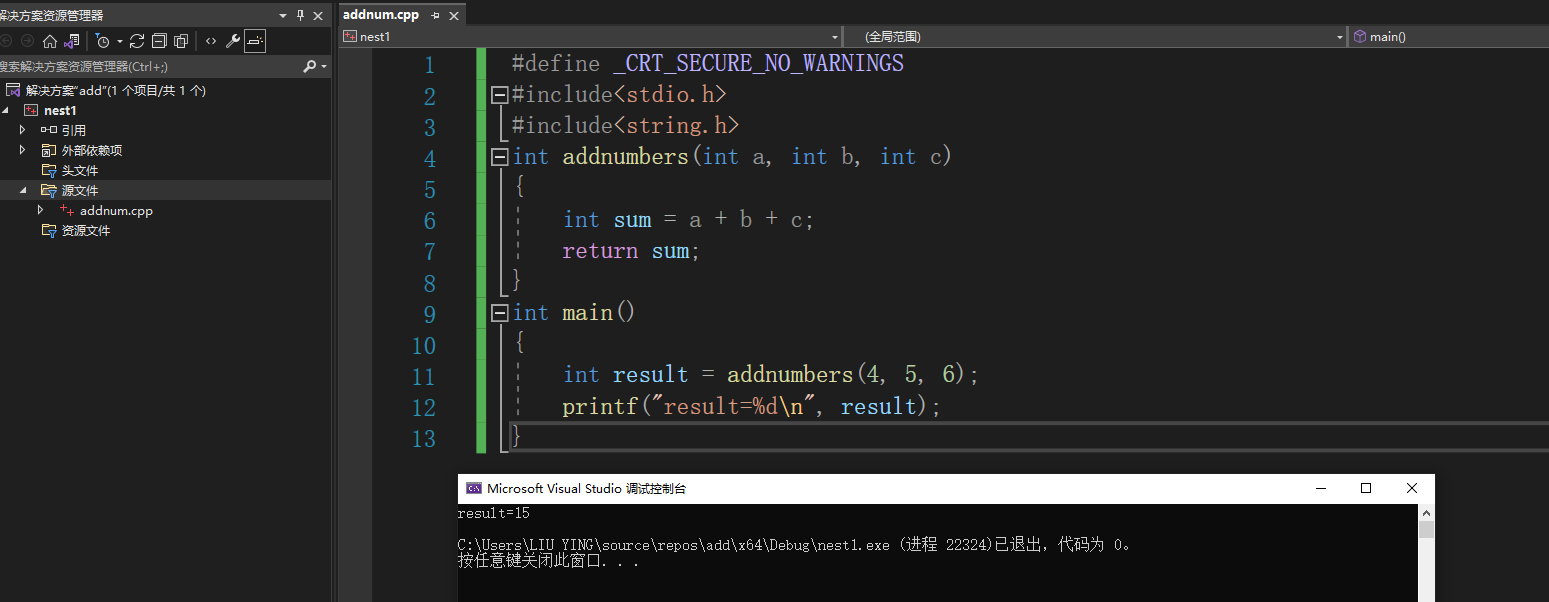 解决方案资源管理器
搜索解决方案资源管理器(Ctrl+;)
解决方案"add"(1 个项目/共 1 个)
nest1
引用
外部依赖项
头文件
源文件
addnum.cpp
资源文件
addnum.cpp
nest1
(全局范围)
main()
1 #define _CRT_SECURE_NO_WARNINGS
2 #include<stdio.h>
3 #include<string.h>
4 int addnumbers(int a, int b, int c)
5 {
6 int sum = a + b + c;
7 return sum;
8 }
9 int main()
10 {
11 int result = addnumbers(4, 5, 6);
12 printf("result=%d\n", result);
13 }
Microsoft Visual Studio 调试控制台
result=15
C:\Users\LIU YING\source\repos\add\x64\Debug\nest1.exe (进程 22324)已退出，代码为 0。
按任意键关闭此窗口. . .